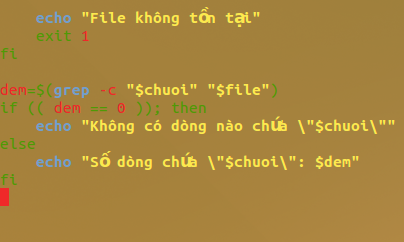 echo "File không tồn tại"
    exit 1
fi

dem=$(grep -c "$chuoi" "$file")
if (( dem == 0 )); then
    echo "Không có dòng nào chứa \"$chuoi\""
else
    echo "Số dòng chứa \"$chuoi\": $dem"
fi